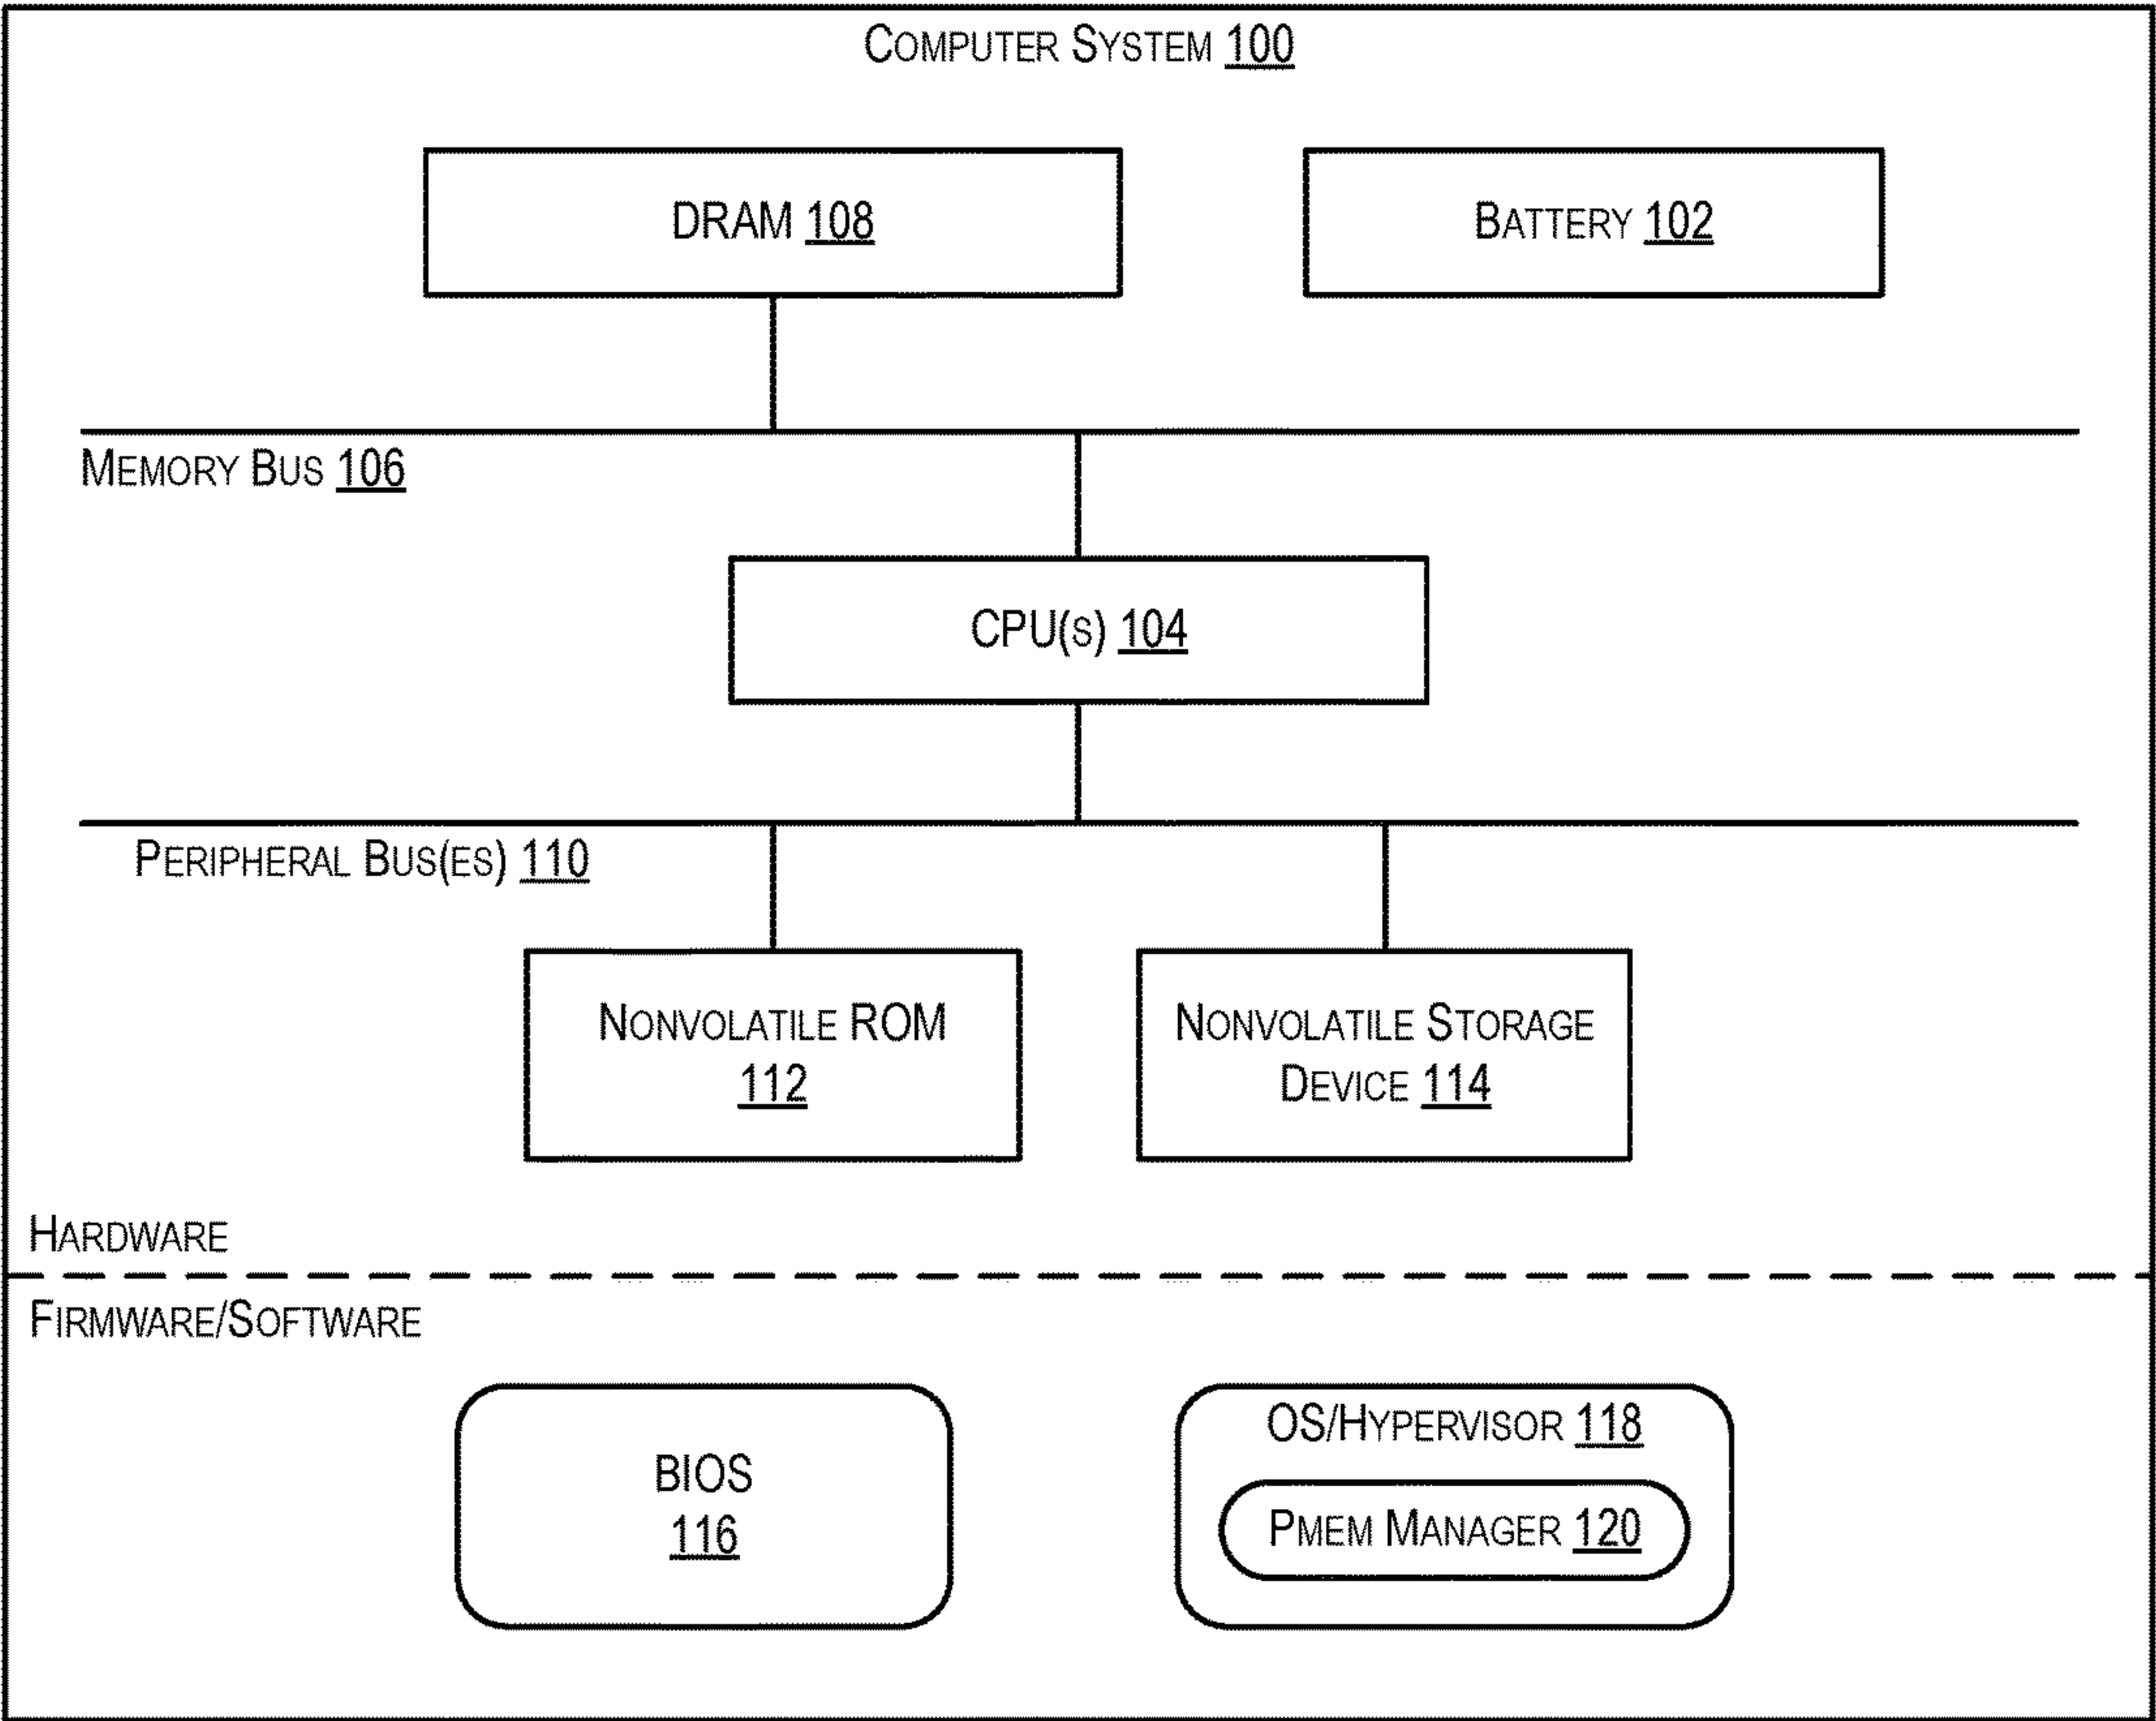 COMPUTER SYSTEM 100
DRAM 108
BATTERY 102
MEMORY BUS 106
CPU(S) 104
PERIPHERAL BUS(ES) 110
NONVOLATILE ROM
112
NONVOLATILE STORAGE
DEVICE 114
HARDWARE
FIRMWARE/SOFTWARE
BIOS
116
OS/HYPERVISOR 118
PMEM MANAGER 120